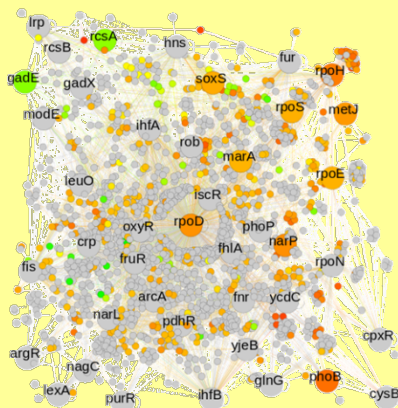 lrp
rcsB
rcsA
hns
fur
rpoH
gadE
gadX
soxS
rpoS
metJ
modE
ihfA
rob
marA
rpoE
leuO
iscR
rpoD
oxyR
phoP
crp
fhlA
narP
fis
fruR
rpoN
arcA
fnr
ycdC
narL
pdhR
cpxR
argR
yjeB
nagC
glnG
phoB
lexA
purR
ihfB
cysB